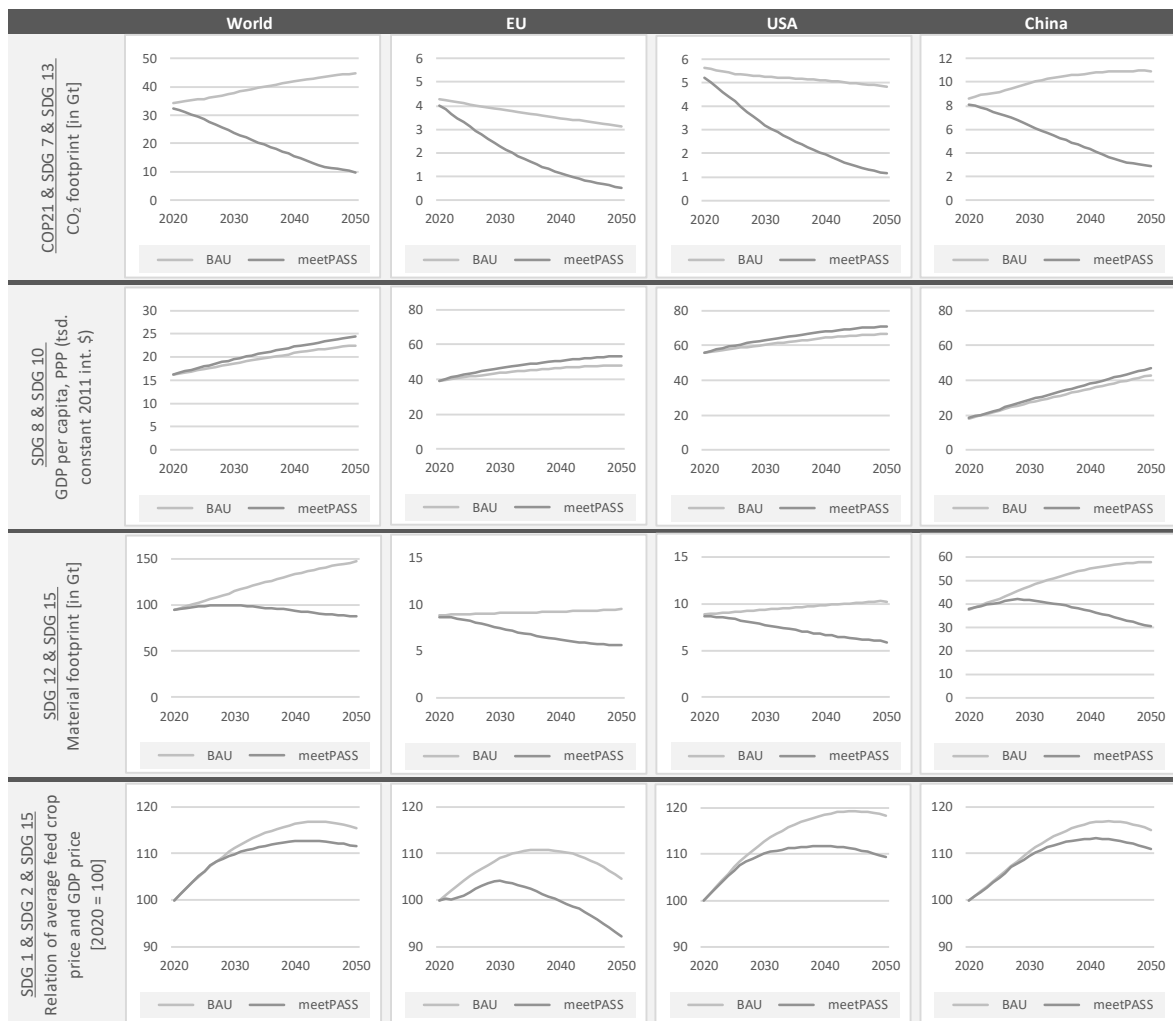 World EU USA China
COP21 & SDG 7 & SDG 13
CO₂ footprint [in Gt]
50
40
30
20
10
0
2020 2030 2040 2050
BAU meetPASS
6
5
4
3
2
1
0
2020 2030 2040 2050
BAU meetPASS
6
5
4
3
2
1
0
2020 2030 2040 2050
BAU meetPASS
12
10
8
6
4
2
0
2020 2030 2040 2050
BAU meetPASS
SDG 8 & SDG 10
GDP per capita, PPP (tsd.
constant 2011 int. $)
30
25
20
15
10
5
0
2020 2030 2040 2050
BAU meetPASS
80
60
40
20
0
2020 2030 2040 2050
BAU meetPASS
80
60
40
20
0
2020 2030 2040 2050
BAU meetPASS
80
60
40
20
0
2020 2030 2040 2050
BAU meetPASS
SDG 12 & SDG 15
Material footprint [in Gt]
150
100
50
0
2020 2030 2040 2050
BAU meetPASS
15
10
5
0
2020 2030 2040 2050
BAU meetPASS
15
10
5
0
2020 2030 2040 2050
BAU meetPASS
60
50
40
30
20
10
0
2020 2030 2040 2050
BAU meetPASS
SDG 1 & SDG 2 & SDG 15
Relation of average feed crop
price and GDP price
[2020 = 100]
120
110
100
90
2020 2030 2040 2050
BAU meetPASS
120
110
100
90
2020 2030 2040 2050
BAU meetPASS
120
110
100
90
2020 2030 2040 2050
BAU meetPASS
120
110
100
90
2020 2030 2040 2050
BAU meetPASS